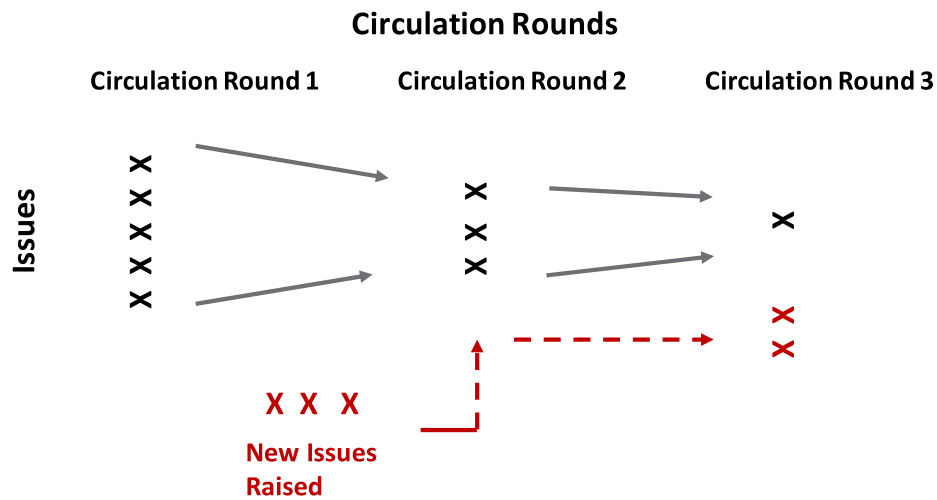 Circulation Rounds
Circulation Round 1
Circulation Round 2
Circulation Round 3
Issues
X
X
X
X
X
X
X
X
X
X
X
X X X
New Issues
Raised